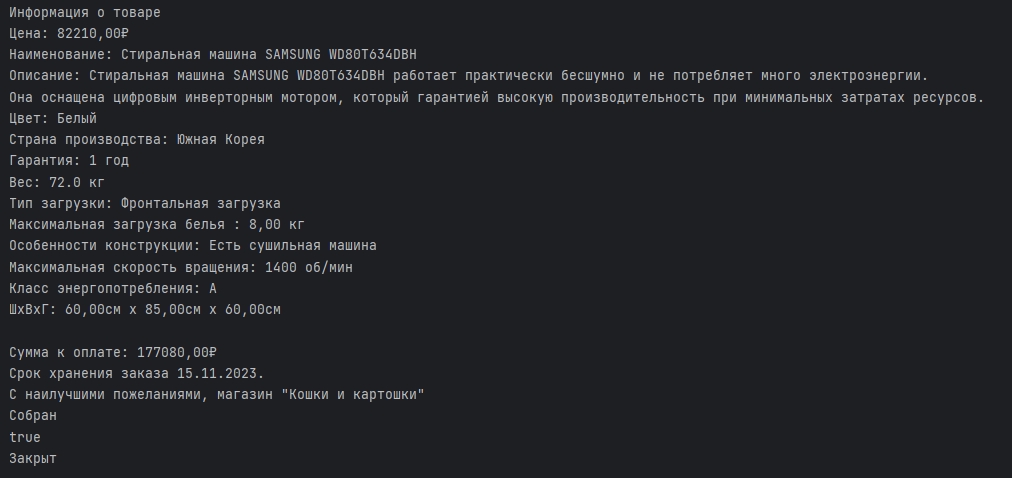 Информация о товаре
Цена: 82210,00₽
Наименование: Стиральная машина SAMSUNG WD80T634DBH
Описание: Стиральная машина SAMSUNG WD80T634DBH работает практически бесшумно и не потребляет много электроэнергии.
Она оснащена цифровым инверторным мотором, который гарантией высокую производительность при минимальных затратах ресурсов.
Цвет: Белый
Страна производства: Южная Корея
Гарантия: 1 год
Вес: 72.0 кг
Тип загрузки: Фронтальная загрузка
Максимальная загрузка белья : 8,00 кг
Особенности конструкции: Есть сушильная машина
Максимальная скорость вращения: 1400 об/мин
Класс энергопотребления: A
ШxВxГ: 60,00см x 85,00см x 60,00см
Сумма к оплате: 177080,00₽
Срок хранения заказа 15.11.2023.
С наилучшими пожеланиями, магазин "Кошки и картошки"
Собран
true
Закрыт